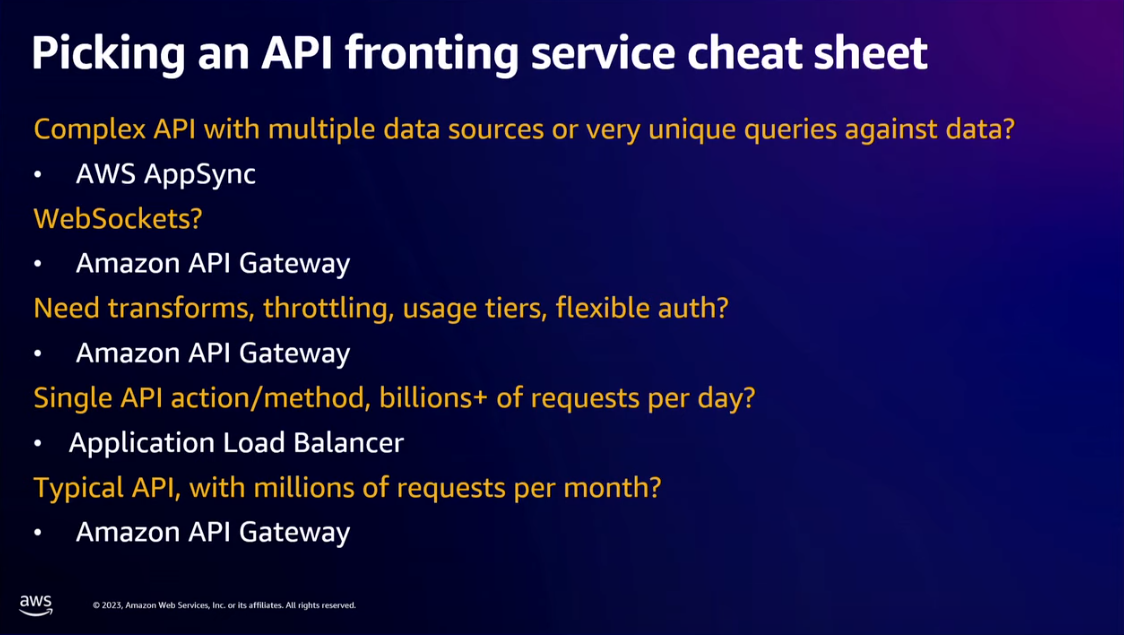 Picking an API fronting service cheat sheet
Complex API with multiple data sources or very unique queries against data?
• AWS AppSync
WebSockets?
• Amazon API Gateway
Need transforms, throttling, usage tiers, flexible auth?
• Amazon API Gateway
Single API action/method, billions+ of requests per day?
• Application Load Balancer
Typical API, with millions of requests per month?
• Amazon API Gateway
aws
© 2023, Amazon Web Services, Inc. or its affiliates. All rights reserved.